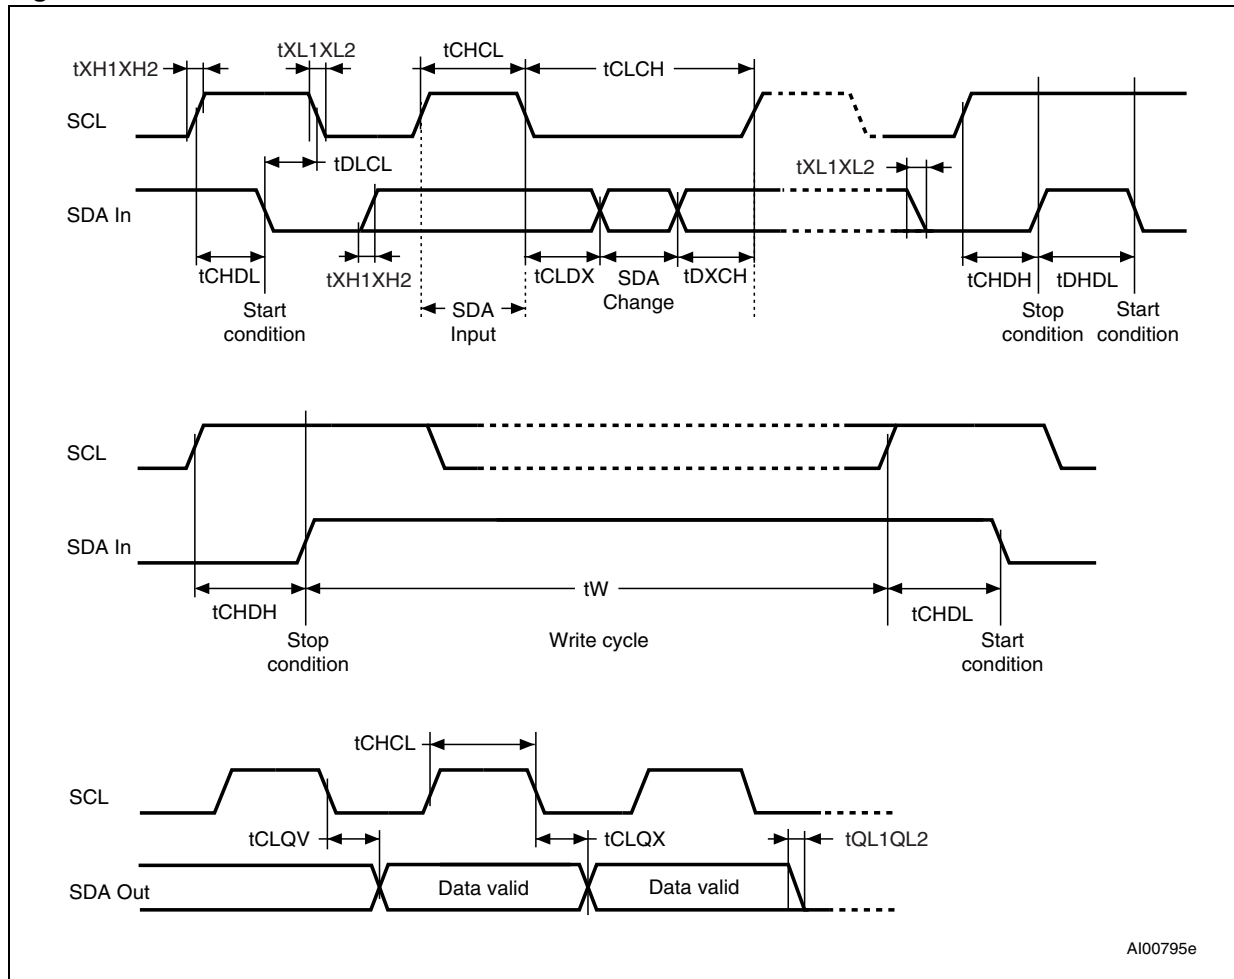 tXH1XH2
tXL1XL2
tCHCL
tCLCH
SCL
tDLCL
tXL1XL2
SDA In
tCHDL
tXH1XH2
tCLDX
SDA
Change
tDXCH
tCHDH
tDHDL
Start
condition
SDA
Input
Stop
condition
Start
condition
SCL
SDA In
tCHDH
tW
tCHDL
Stop
condition
Write cycle
Start
condition
tCHCL
SCL
tCLQV
tCLQX
tQL1QL2
SDA Out
Data valid
Data valid
AI00795e